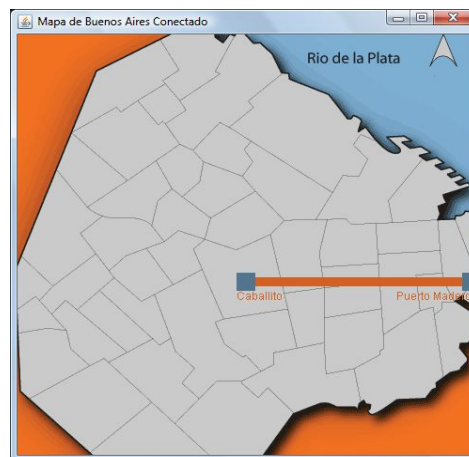 Mapa de Buenos Aires Conectado
Rio de la Plata
Caballito
Puerto Madero